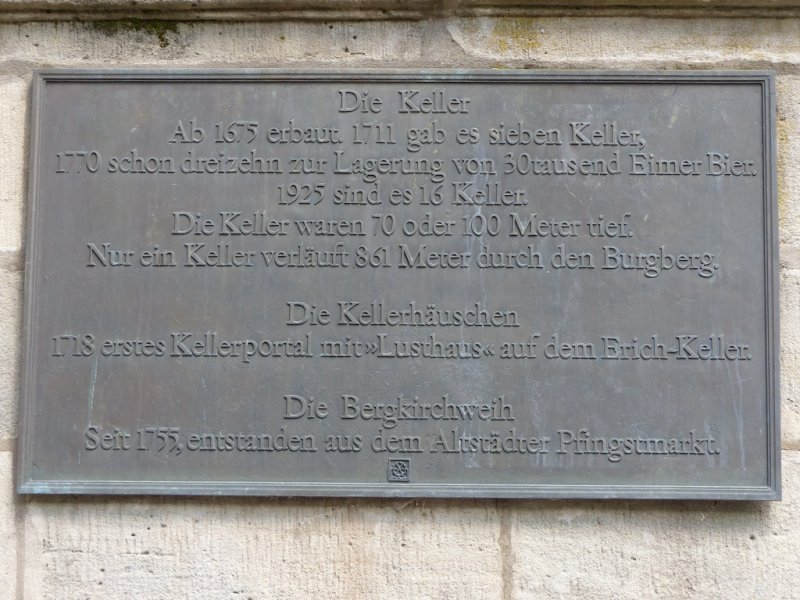 Die Keller
Ab 1675 erbaut. 1711 gab es sieben Keller,
1770 schon dreizehn zur Lagerung von 30tausend Eimer Bier.
1925 sind es 16 Keller.
Die Keller waren 70 oder 100 Meter tief.
Nur ein Keller verläuft 861 Meter durch den Burgberg.
Die Kellerhäuschen
1718 erstes Kellerportal mit »Lusthaus« auf dem Erich-Keller.
Die Bergkirchweih
Seit 1755, entstanden aus dem Altstädter Pfingstmarkt.